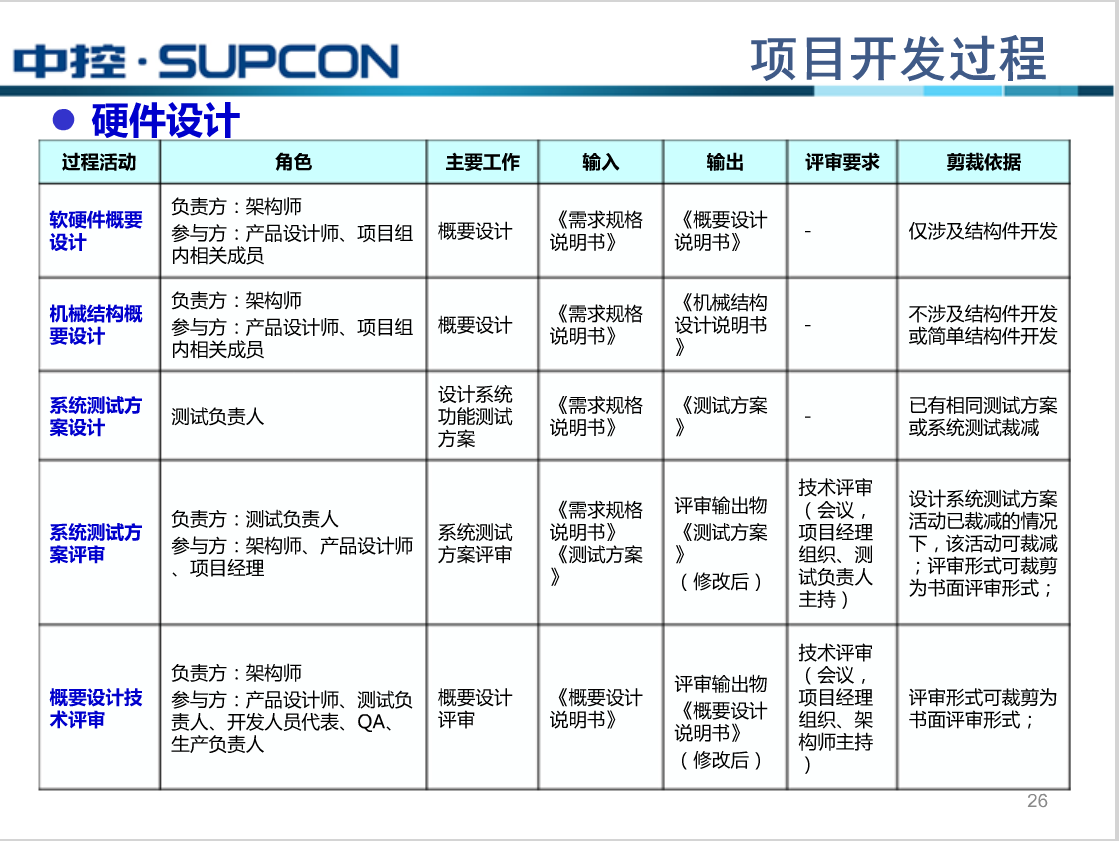 中控·SUPCON
项目开发过程
硬件设计
过程活动
角色
主要工作
输入
输出
评审要求
剪裁依据
软硬件概要
设计
负责方：架构师
参与方：产品设计师、项目组
内相关成员
概要设计
《需求规格
说明书》
《概要设计
说明书》
-
仅涉及结构件开发
机械结构概
要设计
负责方：架构师
参与方：产品设计师、项目组
内相关成员
概要设计
《需求规格
说明书》
《机械结构
设计说明书
》
-
不涉及结构件开发
或简单结构件开发
系统测试方
案设计
测试负责人
设计系统
功能测试
方案
《需求规格
说明书》
《测试方案
》
-
已有相同测试方案
或系统测试裁减
系统测试方
案评审
负责方：测试负责人
参与方：架构师、产品设计师
、项目经理
系统测试
方案评审
《需求规格
说明书》
《测试方案
》
评审输出物
《测试方案
》
（修改后）
技术评审
（会议，
项目经理
组织、测
试负责人
主持）
设计系统测试方案
活动已裁减的情况
下，该活动可裁减
；评审形式可裁剪
为书面评审形式；
概要设计技
术评审
负责方：架构师
参与方：产品设计师、测试负
责人、开发人员代表、QA、
生产负责人
概要设计
评审
《概要设计
说明书》
评审输出物
《概要设计
说明书》
（修改后）
技术评审
（会议，
项目经理
组织、架
构师主持
）
评审形式可裁剪为
书面评审形式；
26